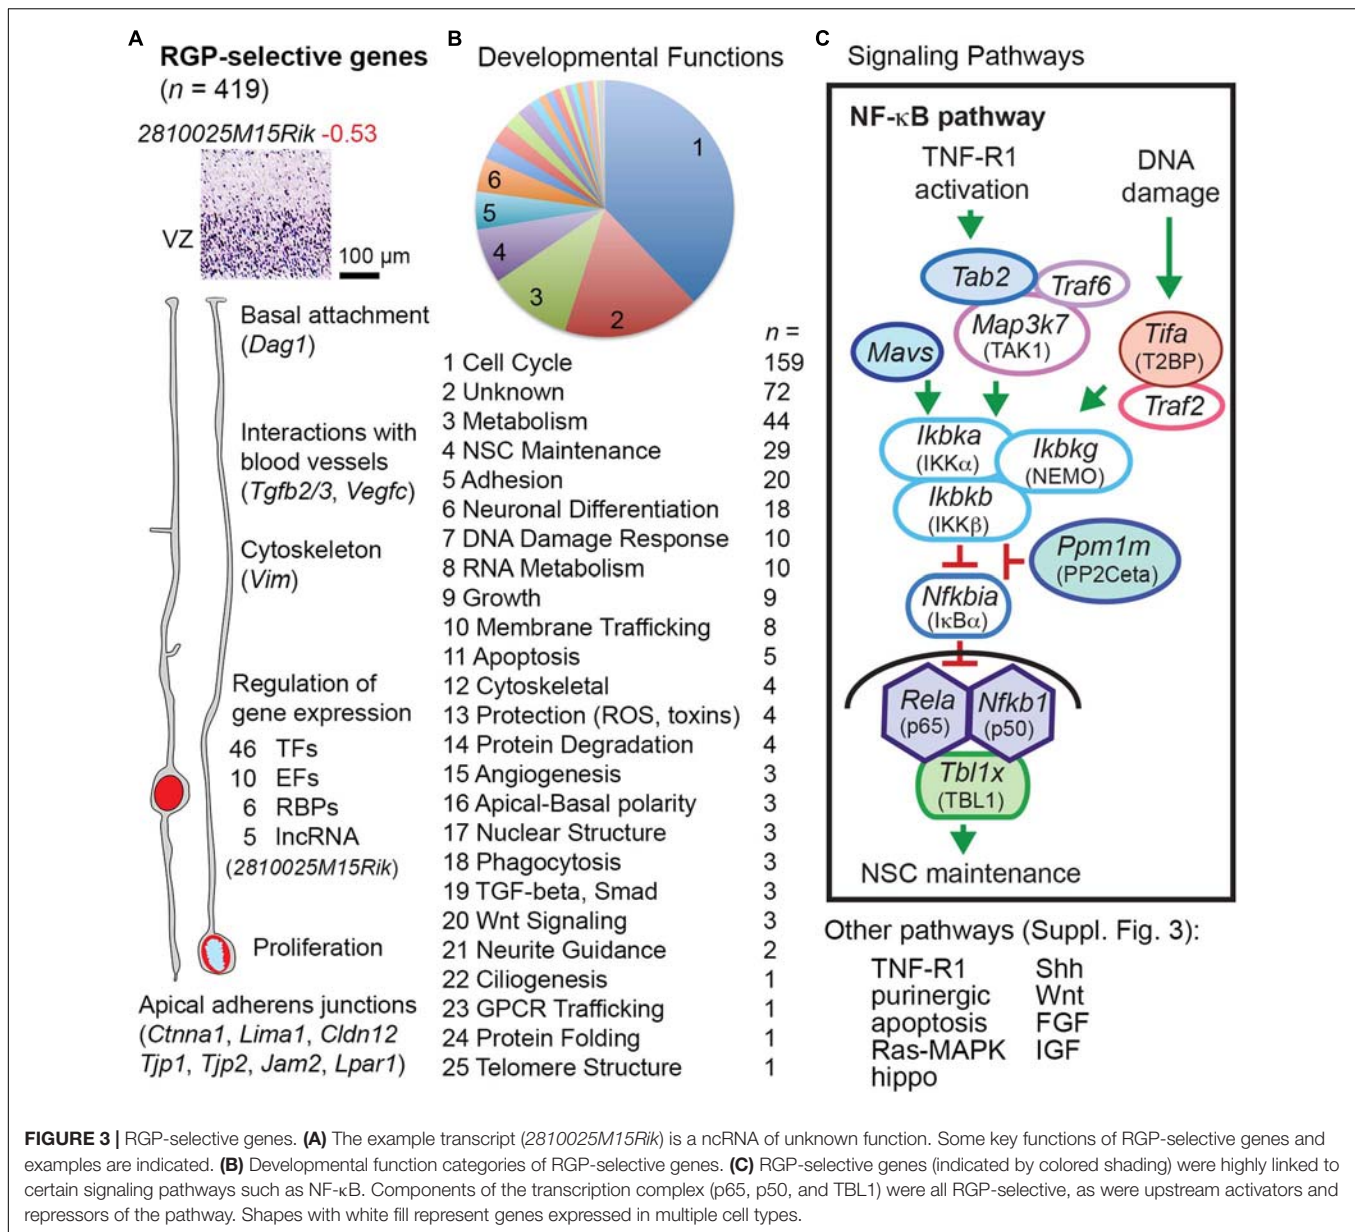 A
RGP-selective genes
(n = 419)
2810025M15Rik -0.53
VZ
100 µm
Basal attachment
(Dag1)
Interactions with
blood vessels
(Tgfb2/3, Vegfc)
Cytoskeleton
(Vim)
Regulation of
gene expression
46 TFs
10 EFs
6 RBPs
5 lncRNA
(2810025M15Rik)
Proliferation
Apical adherens junctions
(Ctnna1, Lima1, Cldn12
Tjp1, Tjp2, Jam2, Lpar1)
B
Developmental Functions
1
2
3
4
5
6
n =
1 Cell Cycle 159
2 Unknown 72
3 Metabolism 44
4 NSC Maintenance 29
5 Adhesion 20
6 Neuronal Differentiation 18
7 DNA Damage Response 10
8 RNA Metabolism 10
9 Growth 9
10 Membrane Trafficking 8
11 Apoptosis 5
12 Cytoskeletal 4
13 Protection (ROS, toxins) 4
14 Protein Degradation 4
15 Angiogenesis 3
16 Apical-Basal polarity 3
17 Nuclear Structure 3
18 Phagocytosis 3
19 TGF-beta, Smad 3
20 Wnt Signaling 3
21 Neurite Guidance 2
22 Ciliogenesis 1
23 GPCR Trafficking 1
24 Protein Folding 1
25 Telomere Structure 1
C
Signaling Pathways
NF-κB pathway
TNF-R1
activation
DNA
damage
Tab2
Traf6
Map3k7
(TAK1)
Mavs
Tifa
(T2BP)
Traf2
Ikbka
(IKKα)
Ikbkg
(NEMO)
Ikbkb
(IKKβ)
Ppm1m
(PP2Ceta)
Nfkbia
(IκBα)
Rela
(p65)
Nfkb1
(p50)
Tbl1x
(TBL1)
NSC maintenance
Other pathways (Suppl. Fig. 3):
TNF-R1 Shh
purinergic Wnt
apoptosis FGF
Ras-MAPK IGF
hippo
FIGURE 3 | RGP-selective genes. (A) The example transcript (2810025M15Rik) is a ncRNA of unknown function. Some key functions of RGP-selective genes and
examples are indicated. (B) Developmental function categories of RGP-selective genes. (C) RGP-selective genes (indicated by colored shading) were highly linked to
certain signaling pathways such as NF-κB. Components of the transcription complex (p65, p50, and TBL1) were all RGP-selective, as were upstream activators and
repressors of the pathway. Shapes with white fill represent genes expressed in multiple cell types.